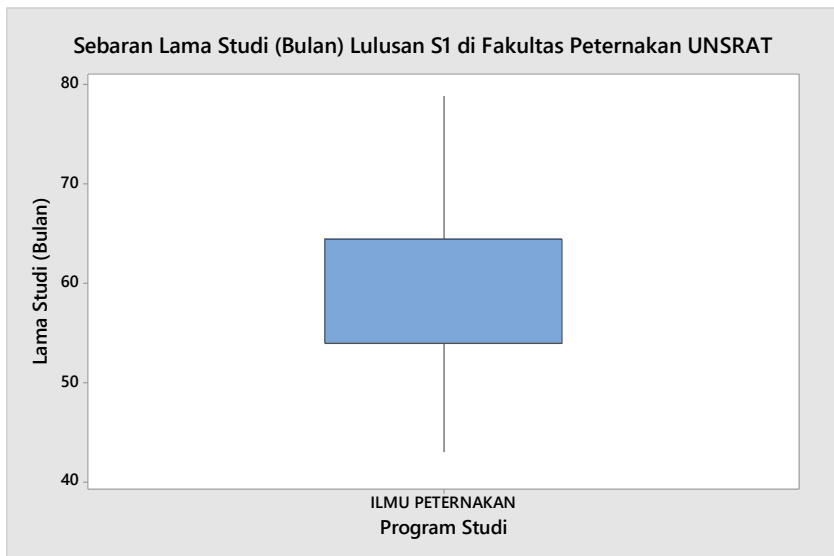 Sebaran Lama Studi (Bulan) Lulusan S1 di Fakultas Peternakan UNSRAT
80
70
60
50
40
Lama Studi (Bulan)
ILMU PETERNAKAN
Program Studi